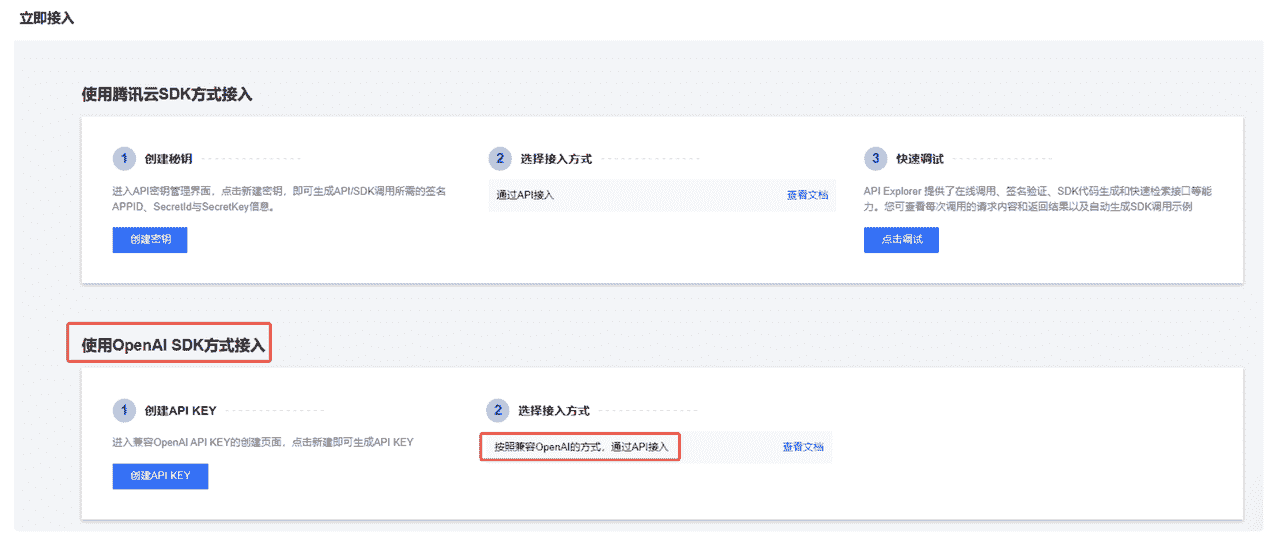 立即接入
使用腾讯云SDK方式接入
1 创建秘钥
进入API密钥管理界面，点击新建密钥，即可生成API/SDK调用所需的签名
APPID、SecretId与SecretKey信息。
创建密钥
2 选择接入方式
通过API接入 查看文档
3 快速调试
API Explorer 提供了在线调用、签名验证、SDK代码生成和快速检索接口等能
力。您可查看每次调用的请求内容和返回结果以及自动生成SDK调用示例
点击调试
使用OpenAI SDK方式接入
1 创建API KEY
进入兼容OpenAI API KEY的创建页面，点击新建即可生成API KEY
创建API KEY
2 选择接入方式
按照兼容OpenAI的方式，通过API接入 查看文档